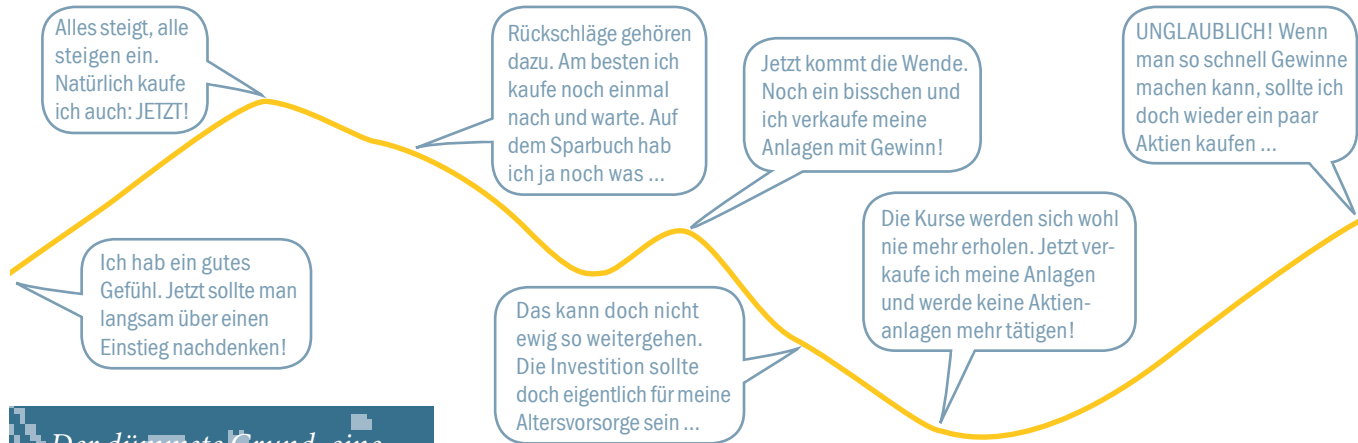 Alles steigt, alle
steigen ein.
Natürlich kaufe
ich auch: JETZT!
Ich hab ein gutes
Gefühl. Jetzt sollte man
langsam über einen
Einstieg nachdenken!
Rückschläge gehören
dazu. Am besten ich
kaufe noch einmal
nach und warte. Auf
dem Sparbuch hab
ich ja noch was ...
Jetzt kommt die Wende.
Noch ein bisschen und
ich verkaufe meine
Anlagen mit Gewinn!
Das kann doch nicht
ewig so weitergehen.
Die Investition sollte
doch eigentlich für meine
Altersvorsorge sein ...
Die Kurse werden sich wohl
nie mehr erholen. Jetzt ver-
kaufe ich meine Anlagen
und werde keine Aktien-
anlagen mehr tätigen!
UNGLAUBLICH! Wenn
man so schnell Gewinne
machen kann, sollte ich
doch wieder ein paar
Aktien kaufen ...
Der dümmste Grund, eine